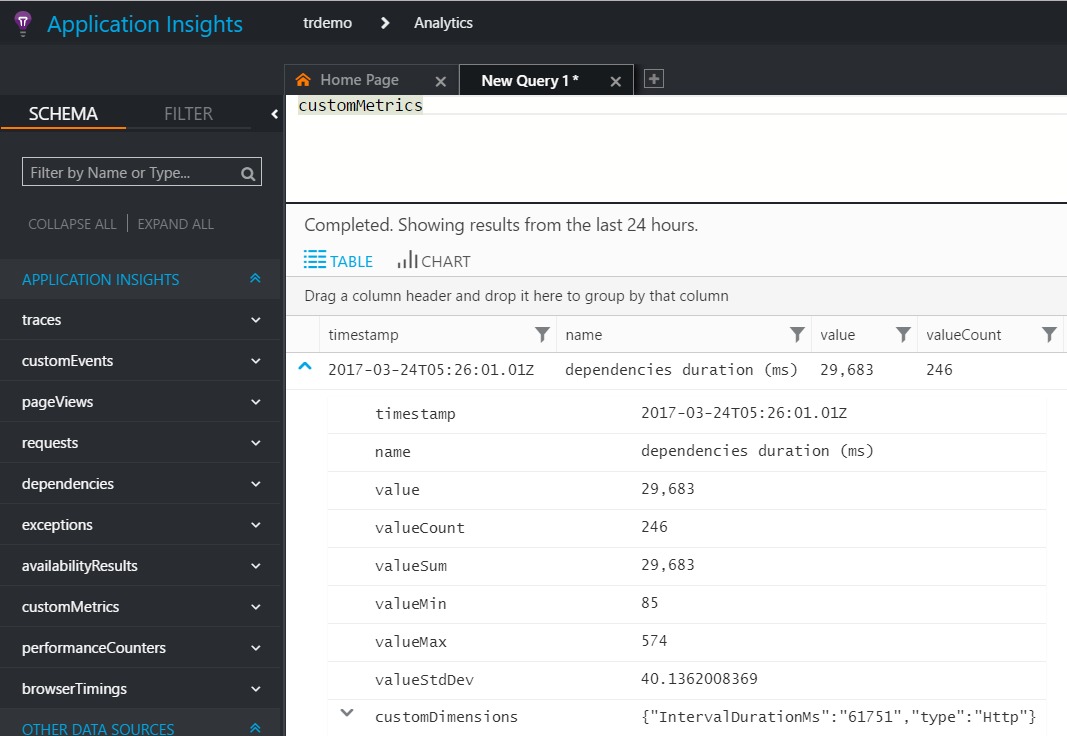 Application Insights
trdemo
Analytics
Home Page
New Query 1 *
SCHEMA
FILTER
customMetrics
Filter by Name or Type...
COLLAPSE ALL
EXPAND ALL
APPLICATION INSIGHTS
traces
customEvents
pageViews
requests
dependencies
exceptions
availabilityResults
customMetrics
performanceCounters
browserTimings
OTHER DATA SOURCES
Completed. Showing results from the last 24 hours.
TABLE
CHART
Drag a column header and drop it here to group by that column
timestamp name value valueCount
2017-03-24T05:26:01.01Z dependencies duration (ms) 29,683 246
timestamp 2017-03-24T05:26:01.01Z
name dependencies duration (ms)
value 29,683
valueCount 246
valueSum 29,683
valueMin 85
valueMax 574
valueStdDev 40.1362008369
customDimensions {"IntervalDurationMs":"61751","type":"Http"}